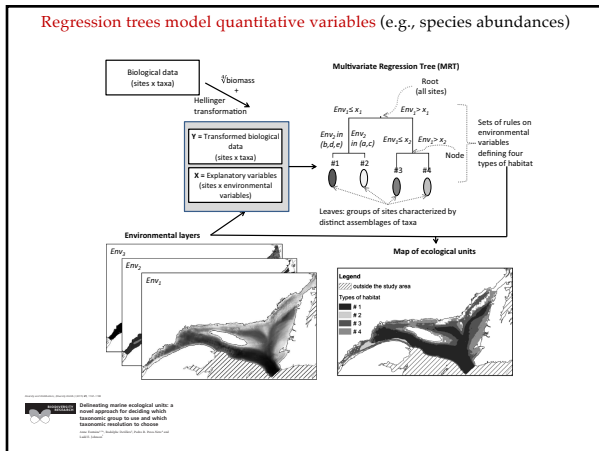 Regression trees model quantitative variables (e.g., species abundances)
Biological data
(sites x taxa)
∜biomass
+
Hellinger
transformation
Y = Transformed biological
data
(sites x taxa)
X = Explanatory variables
(sites x environmental
variables)
Multivariate Regression Tree (MRT)
Root
(all sites)
Env₁≤ x₁
Env₁> x₁
Env₂ in
(b,d,e)
Env₂
in (a,c)
Env₂≤ x₂
Env₃> x₂
Node
#1
#2
#3
#4
Sets of rules on
environmental
variables
defining four
types of habitat
Leaves: groups of sites characterized by
distinct assemblages of taxa
Environmental layers
Env₃
Env₂
Env₁
Map of ecological units
Legend
outside the study area
Types of habitat
# 1
# 2
# 3
# 4
BIODIVERSITY
RESEARCH
Delineating marine ecological units: a
novel approach for deciding which
taxonomic group to use and which
taxonomic resolution to choose